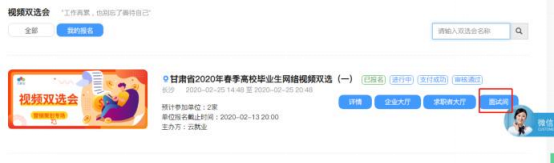 视频双选会 "工作再累，也别忘了善待自己"
全部 我的报名
请输入双选会名称
视频双选会
甘肃省2020年春季高校毕业生网络视频双选（一） 已报名 进行中 支付成功 审核通过
长沙 2020-02-25 14:48 至 2020-02-25 20:48
预计参加单位：2家
单位报名截止时间：2020-02-13 20:00
主办方：云就业
详情 企业大厅 求职者大厅 面试间
微信